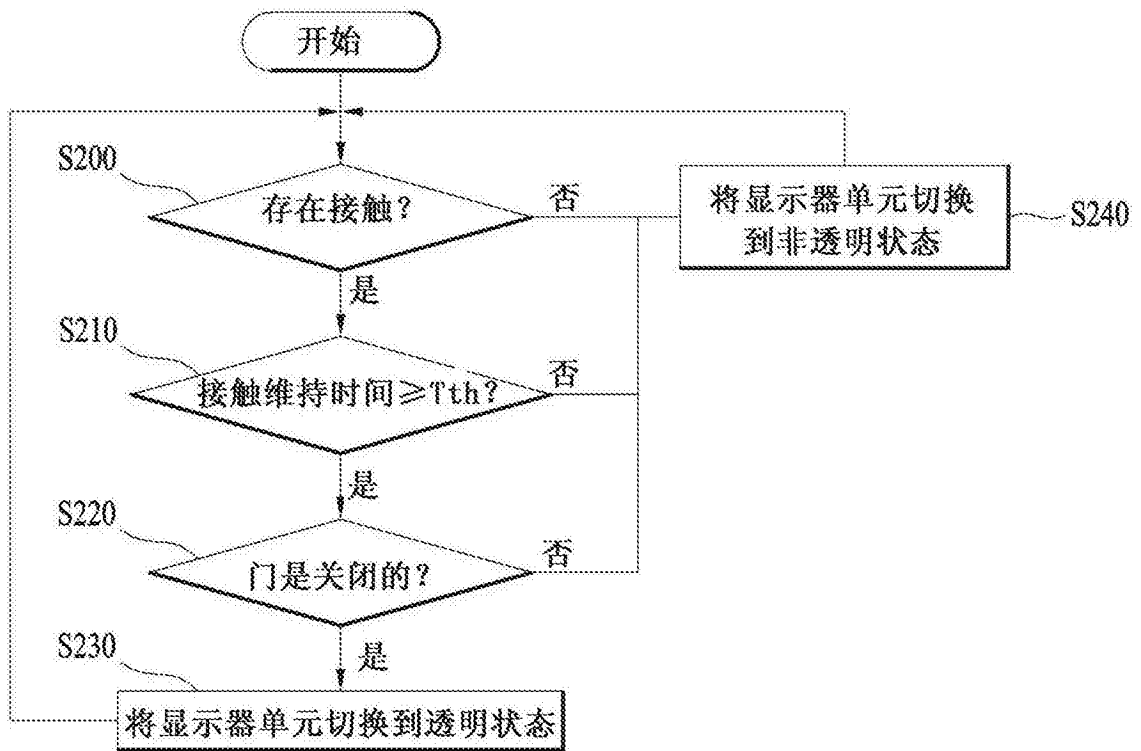 开始
S200
存在接触?
否
将显示器单元切换
到非透明状态
S240
是
S210
接触维持时间≥Tth?
否
是
S220
门是关闭的?
否
是
S230
将显示器单元切换到透明状态